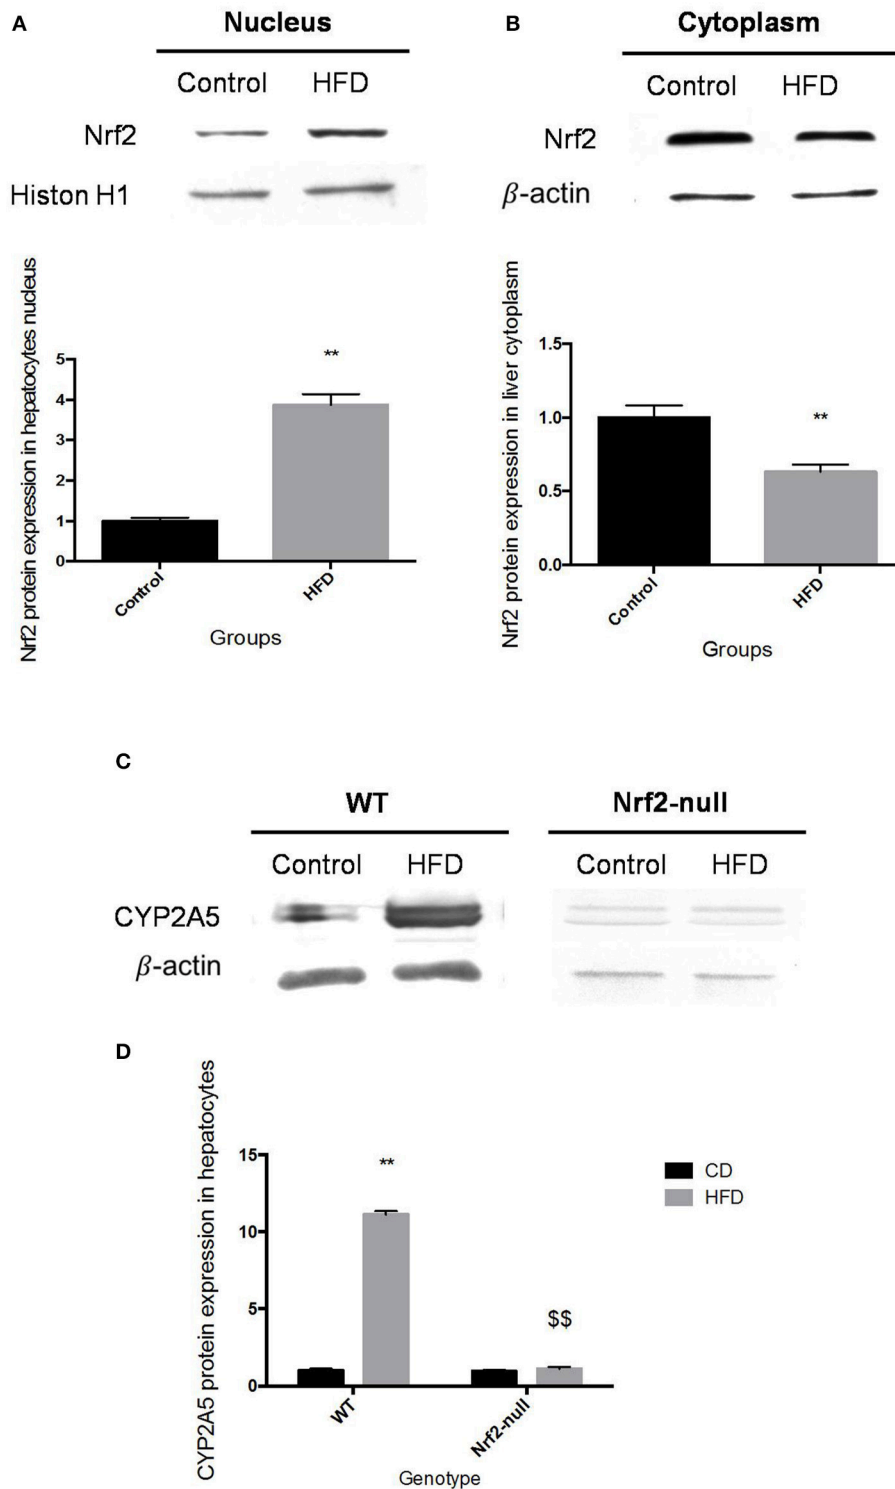 A
Nucleus
Control HFD
Nrf2
Histon H1
Nrf2 protein expression in hepatocytes nucleus
5
4
3
2
1
0
Control
HFD
Groups
B
Cytoplasm
Control HFD
Nrf2
β-actin
Nrf2 protein expression in liver cytoplasm
1.5
1.0
0.5
0.0
**
**
Control
HFD
Groups
C
WT
Nrf2-null
Control HFD
Control HFD
CYP2A5
β-actin
D
CYP2A5 protein expression in hepatocytes
15
10
5
0
**
$$
WT
Nrf2-null
Genotype
CD
HFD